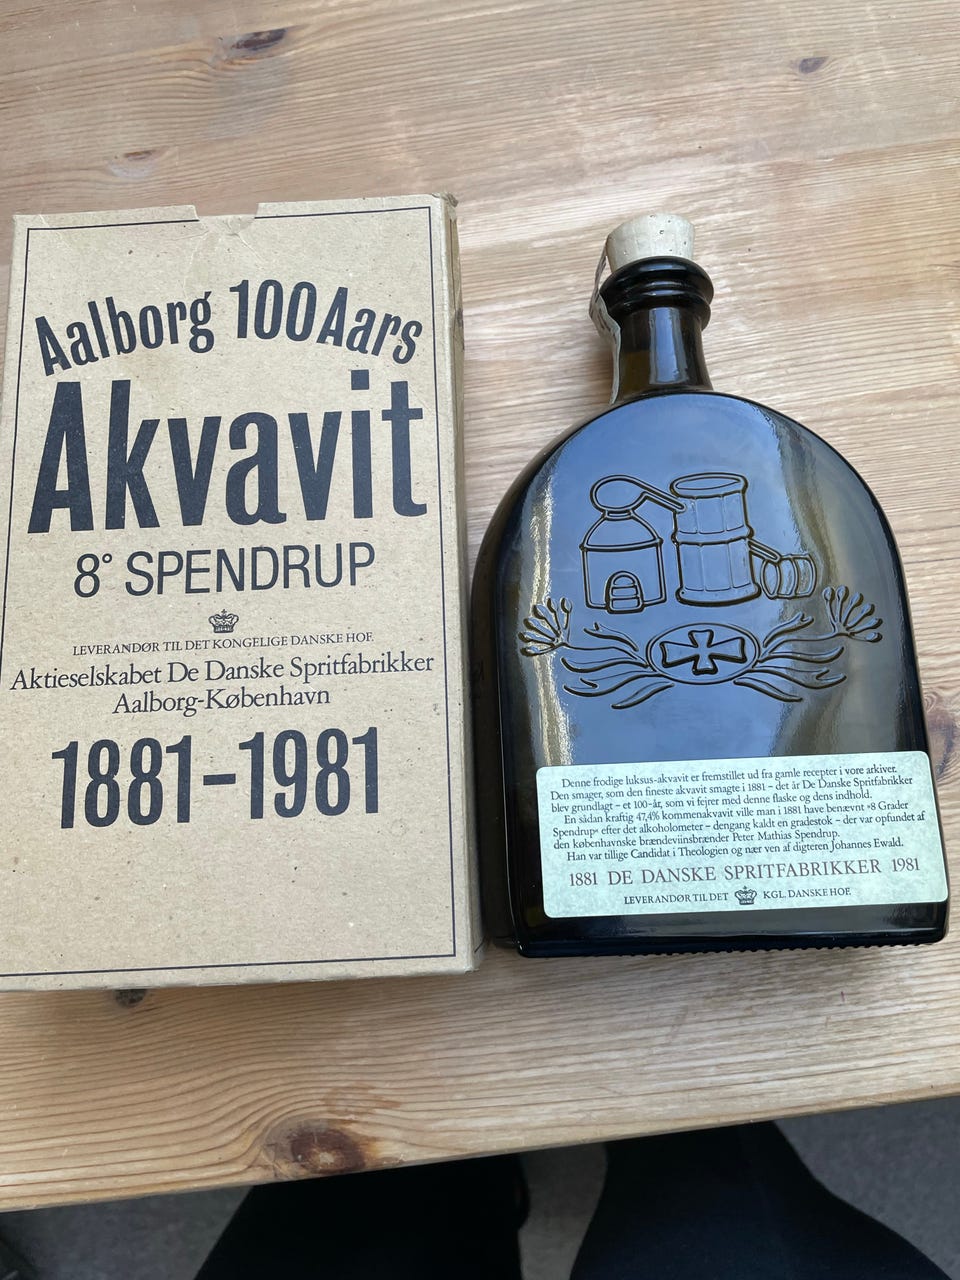 Aalborg 100 Aars
Akvavit
8° SPENDRUP
LEVERANDØR TIL DET KONGELIGE DANSKE HOF.
Aktieselskabet De Danske Spritfabrikker
Aalborg-København
1881-1981
Denne frodige luksus-akvavit er fremstillet ud fra gamle recepter i vore arkiver.
Den smager, som den fineste akvavit smagte i 1881 – det år De Danske Spritfabrikker
blev grundlagt – et 100-år, som vi fejrer med denne flaske og dens indhold.
En sådan kraftig 47,4% kommenakvavit ville man i 1881 have benævnt »8 Grader
Spendrup« efter det alkoholometer – dengang kaldt en gradestok – der var opfundet af
den københavnske brændeviinsbrænder Peter Mathias Spendrup.
Han var tillige Candidat i Theologien og nær ven af digteren Johannes Ewald.
1881 DE DANSKE SPRITFABRIKKER 1981
LEVERANDØR TIL DET KGL. DANSKE HOF.